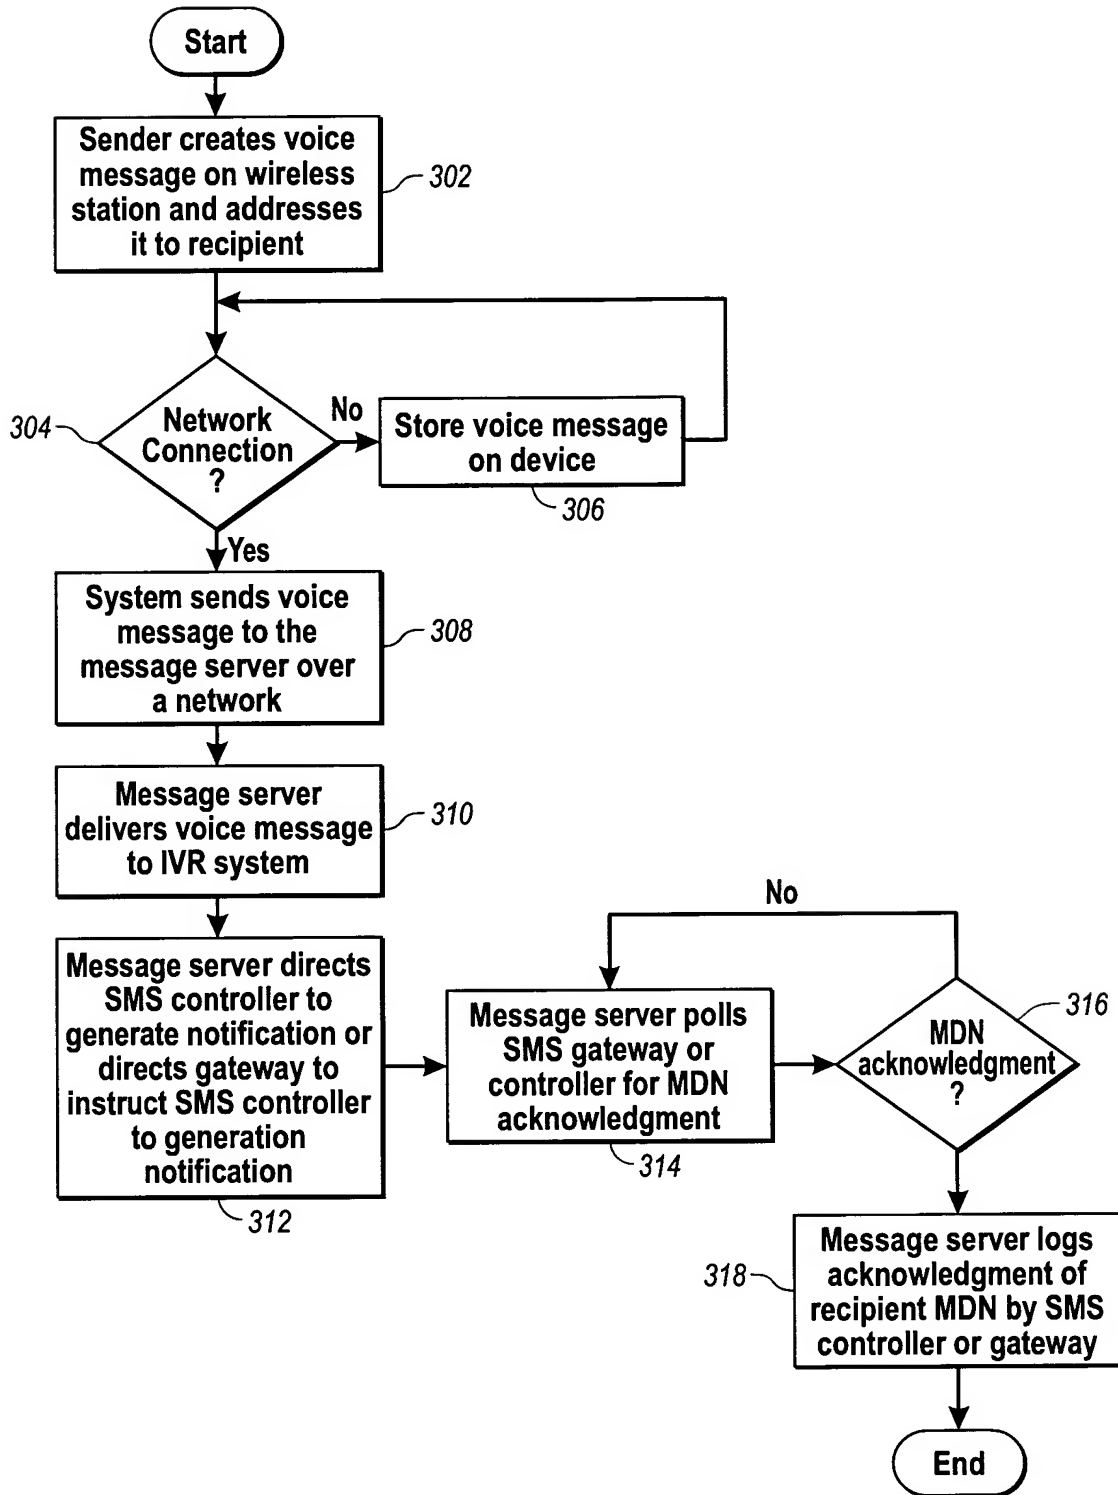 Start
Sender creates voice
message on wireless
station and addresses
it to recipient
302
304
Network
Connection
?
No
Store voice message
on device
306
Yes
System sends voice
message to the
message server over
a network
308
Message server
delivers voice message
to IVR system
310
Message server directs
SMS controller to
generate notification or
directs gateway to
instruct SMS controller
to generation
notification
312
Message server polls
SMS gateway or
controller for MDN
acknowledgment
314
No
MDN
acknowledgment
?
316
Message server logs
acknowledgment of
recipient MDN by SMS
controller or gateway
318
End